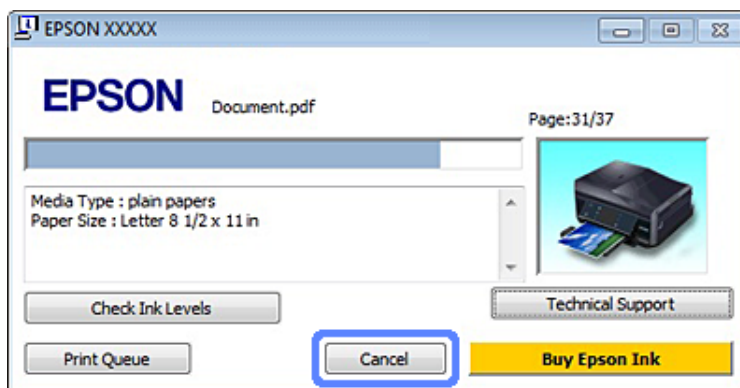 EPSON XXXXX
EPSON Document.pdf
Page:31/37
Media Type : plain papers
Paper Size : Letter 8 1/2 x 11 in
Check Ink Levels
Technical Support
Print Queue
Cancel
Buy Epson Ink